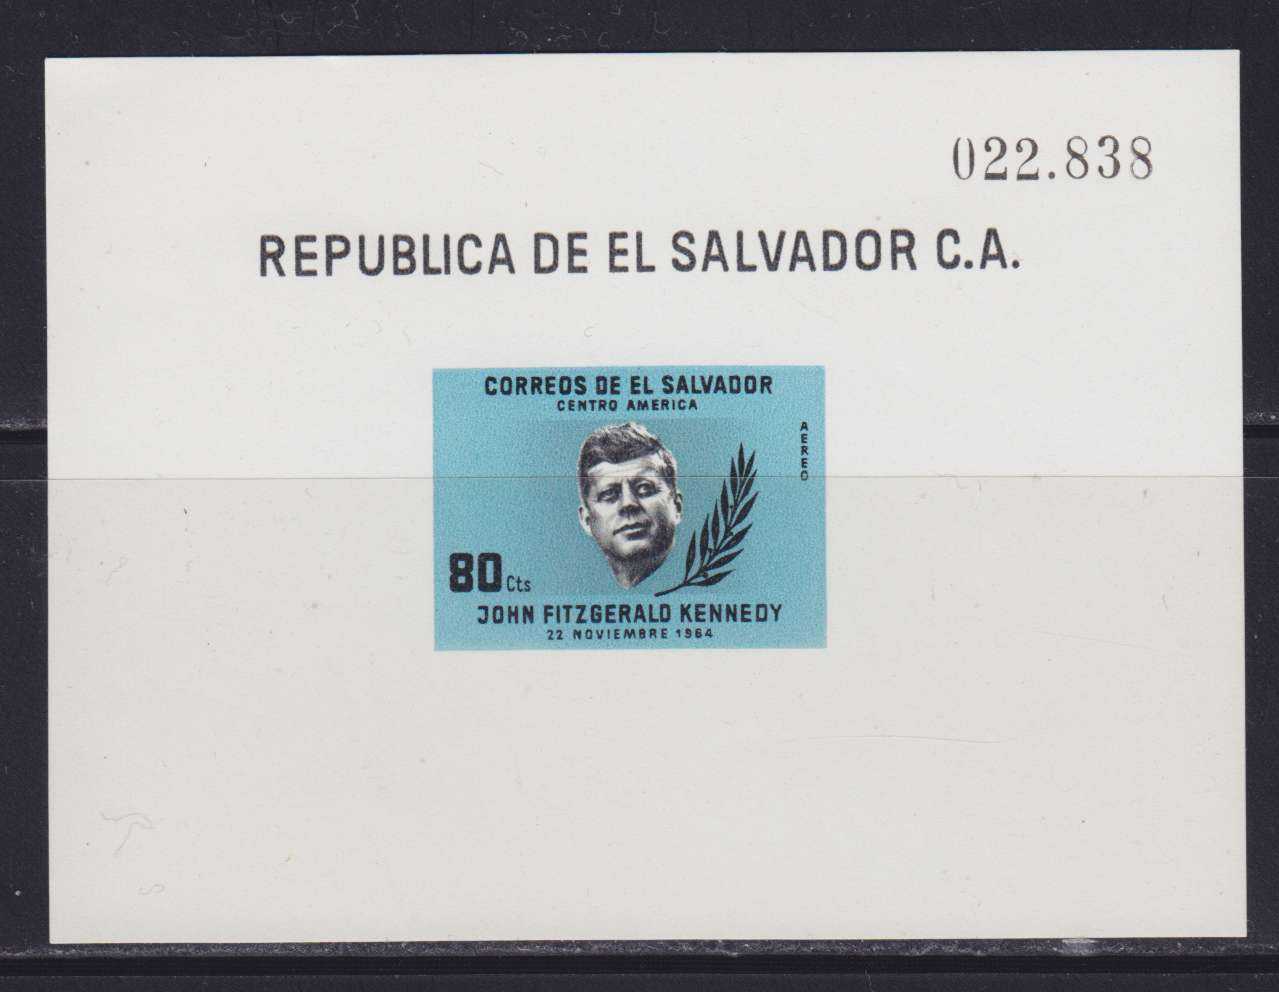 022.838
REPUBLICA DE EL SALVADOR C.A.
CORREOS DE EL SALVADOR
CENTRO AMERICA
AEREO
80 Cts
JOHN FITZGERALD KENNEDY
22 NOVIEMBRE 1964